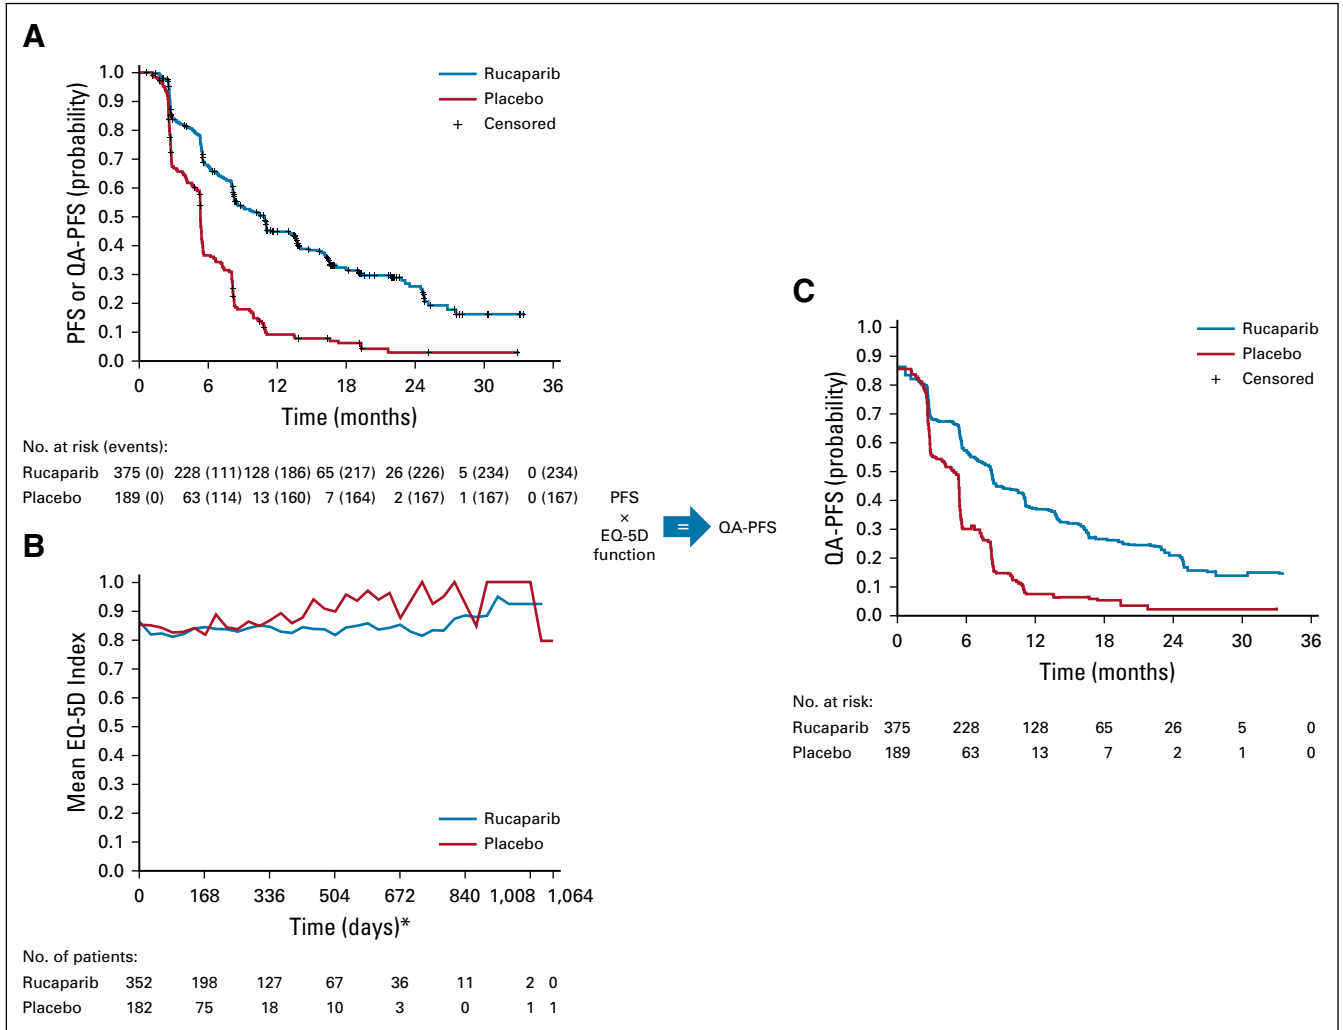 A
PFS or QA-PFS (probability)
1.0
0.9
0.8
0.7
0.6
0.5
0.4
0.3
0.2
0.1
0.0
0 6 12 18 24 30 36
Time (months)
Rucaparib
Placebo
+ Censored
No. at risk (events):
Rucaparib 375 (0) 228 (111) 128 (186) 65 (217) 26 (226) 5 (234) 0 (234)
Placebo 189 (0) 63 (114) 13 (160) 7 (164) 2 (167) 1 (167) 0 (167)
B
Mean EQ-5D Index
1.0
0.9
0.8
0.7
0.6
0.5
0.4
0.3
0.2
0.1
0.0
Rucaparib
Placebo
0 168 336 504 672 840 1,008 1,064
Time (days)*
No. of patients:
Rucaparib 352 198 127 67 36 11 2 0
Placebo 182 75 18 10 3 0 1 1
PFS
×
EQ-5D
function
=
QA-PFS
C
QA-PFS (probability)
1.0
0.9
0.8
0.7
0.6
0.5
0.4
0.3
0.2
0.1
0.0
Rucaparib
Placebo
+ Censored
0 6 12 18 24 30 36
Time (months)
No. at risk:
Rucaparib 375 228 128 65 26 5 0
Placebo 189 63 13 7 2 1 0